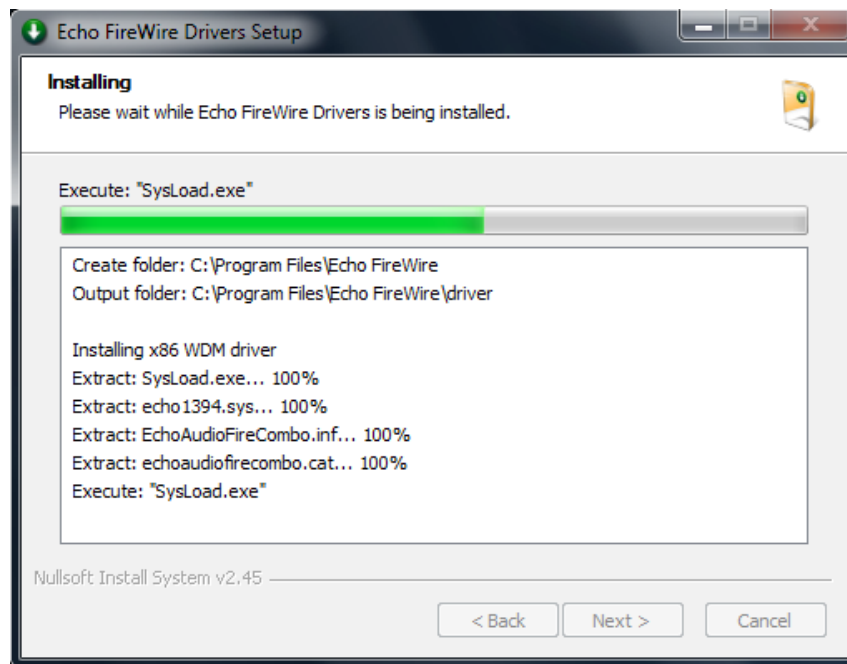 Echo FireWire Drivers Setup
Installing
Please wait while Echo FireWire Drivers is being installed.
Execute: "SysLoad.exe"
Create folder: C:\Program Files\Echo FireWire
Output folder: C:\Program Files\Echo FireWire\driver
Installing x86 WDM driver
Extract: SysLoad.exe... 100%
Extract: echo1394.sys... 100%
Extract: EchoAudioFireCombo.inf... 100%
Extract: echoaudiofirecombo.cat... 100%
Execute: "SysLoad.exe"
Nullsoft Install System v2.45
< Back Next > Cancel